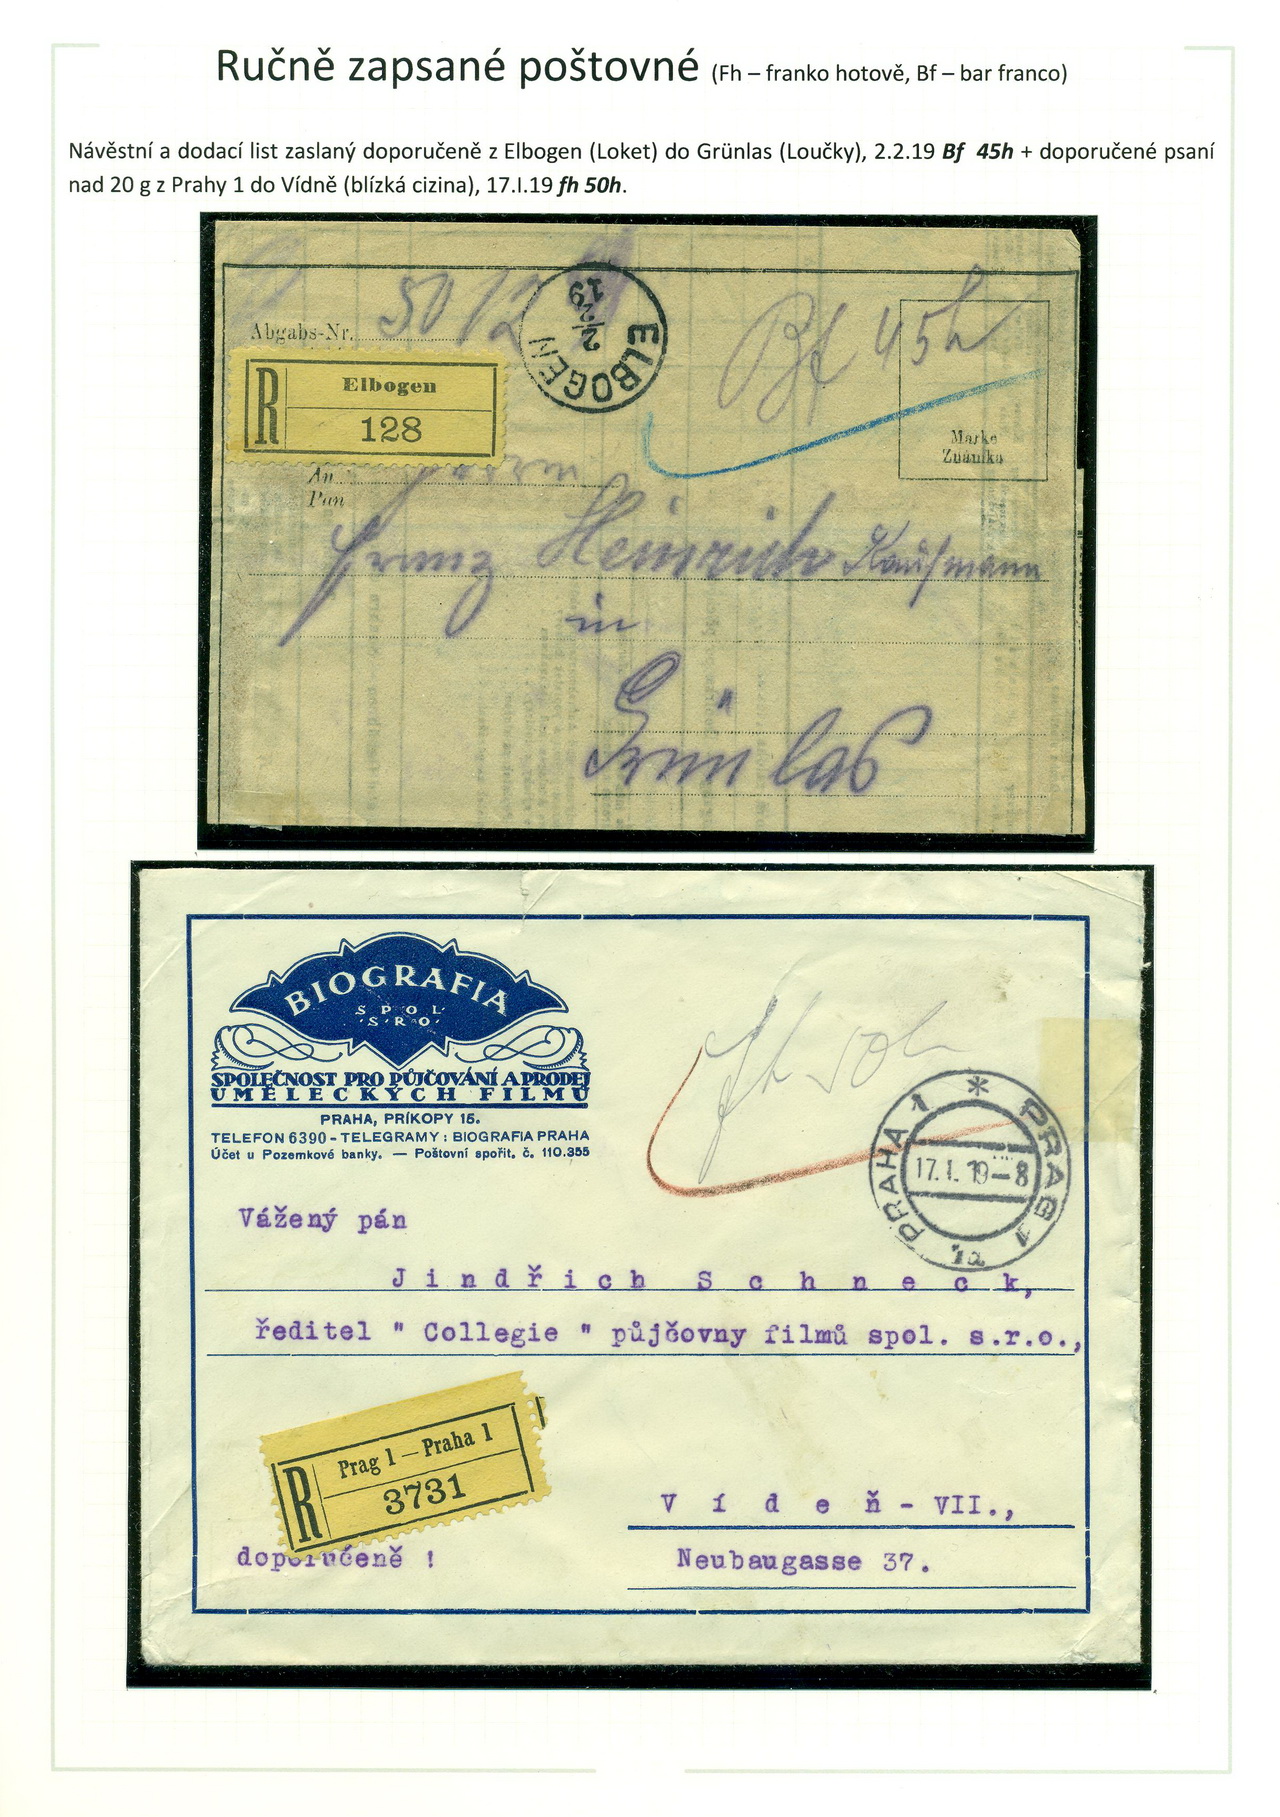 Ručně zapsané poštovné (Fh – franko hotově, Bf – bar franco)
Návěstní a dodací list zaslaný doporučeně z Elbogen (Loket) do Grünlas (Loučky), 2.2.19 Bf 45h + doporučené psaní
nad 20 g z Prahy 1 do Vídně (blízká cizina), 17.I.19 fh 50h.
Abgabs-Nr. 5012
ELBOGEN
2/2 19
Bf 45h
R
Elbogen
128
Marke
Známka
An Herrn
Pan
Franz Heinrich Kaufmann
in
Grünlas
BIOGRAFIA
SPOL
S·R·O
SPOLEČNOST PRO PŮJČOVÁNÍ A PRODEJ
UMĚLECKÝCH FILMŮ
PRAHA, PŘÍKOPY 15.
TELEFON 6390 - TELEGRAMY: BIOGRAFIA PRAHA
Účet u Pozemkové banky. — Poštovní spořit. č. 110.355
fh 50h
* PRAG 1 PRAHA 1
17.I.19–8
Vážený pán
Jindřich Schneck,
ředitel " Collegie " půjčovny filmů spol. s.r.o.,
R
Prag 1 – Praha 1
3731
Vídeň - VII.,
doporučeně !
Neubaugasse 37.